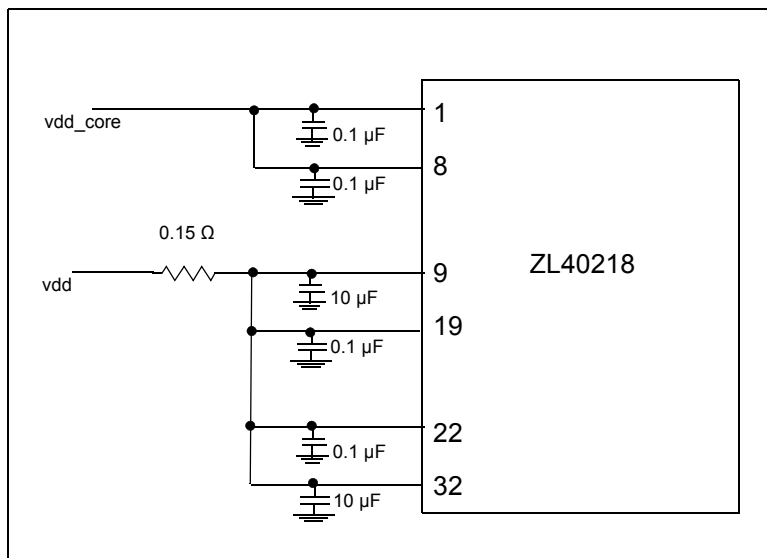 vdd_core
1
0.1 µF
8
0.1 µF
0.15 Ω
vdd
9
ZL40218
10 µF
19
0.1 µF
22
0.1 µF
32
10 µF